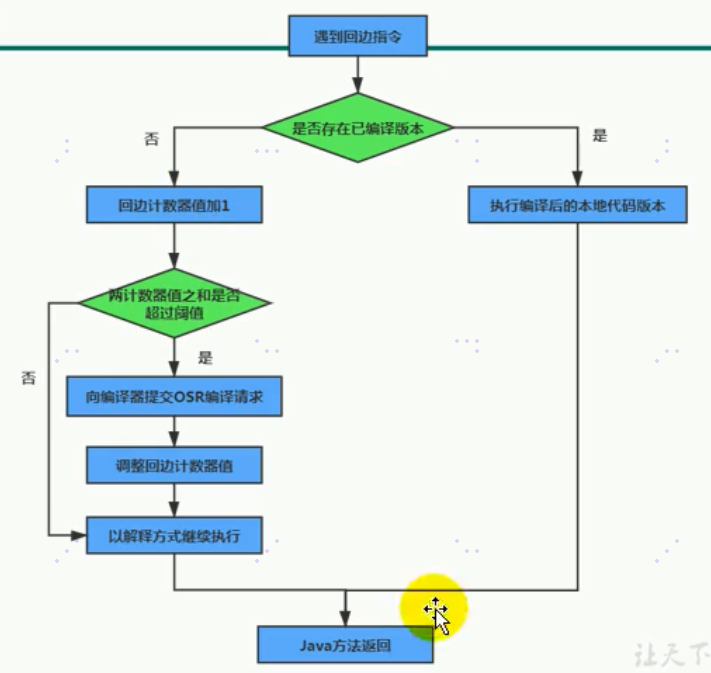 遇到回边指令
是否存在已编译版本
否
是
回边计数器值加1
执行编译后的本地代码版本
两计数器值之和是否
超过阈值
是
否
向编译器提交OSR编译请求
调整回边计数器值
以解释方式继续执行
Java方法返回
让天下